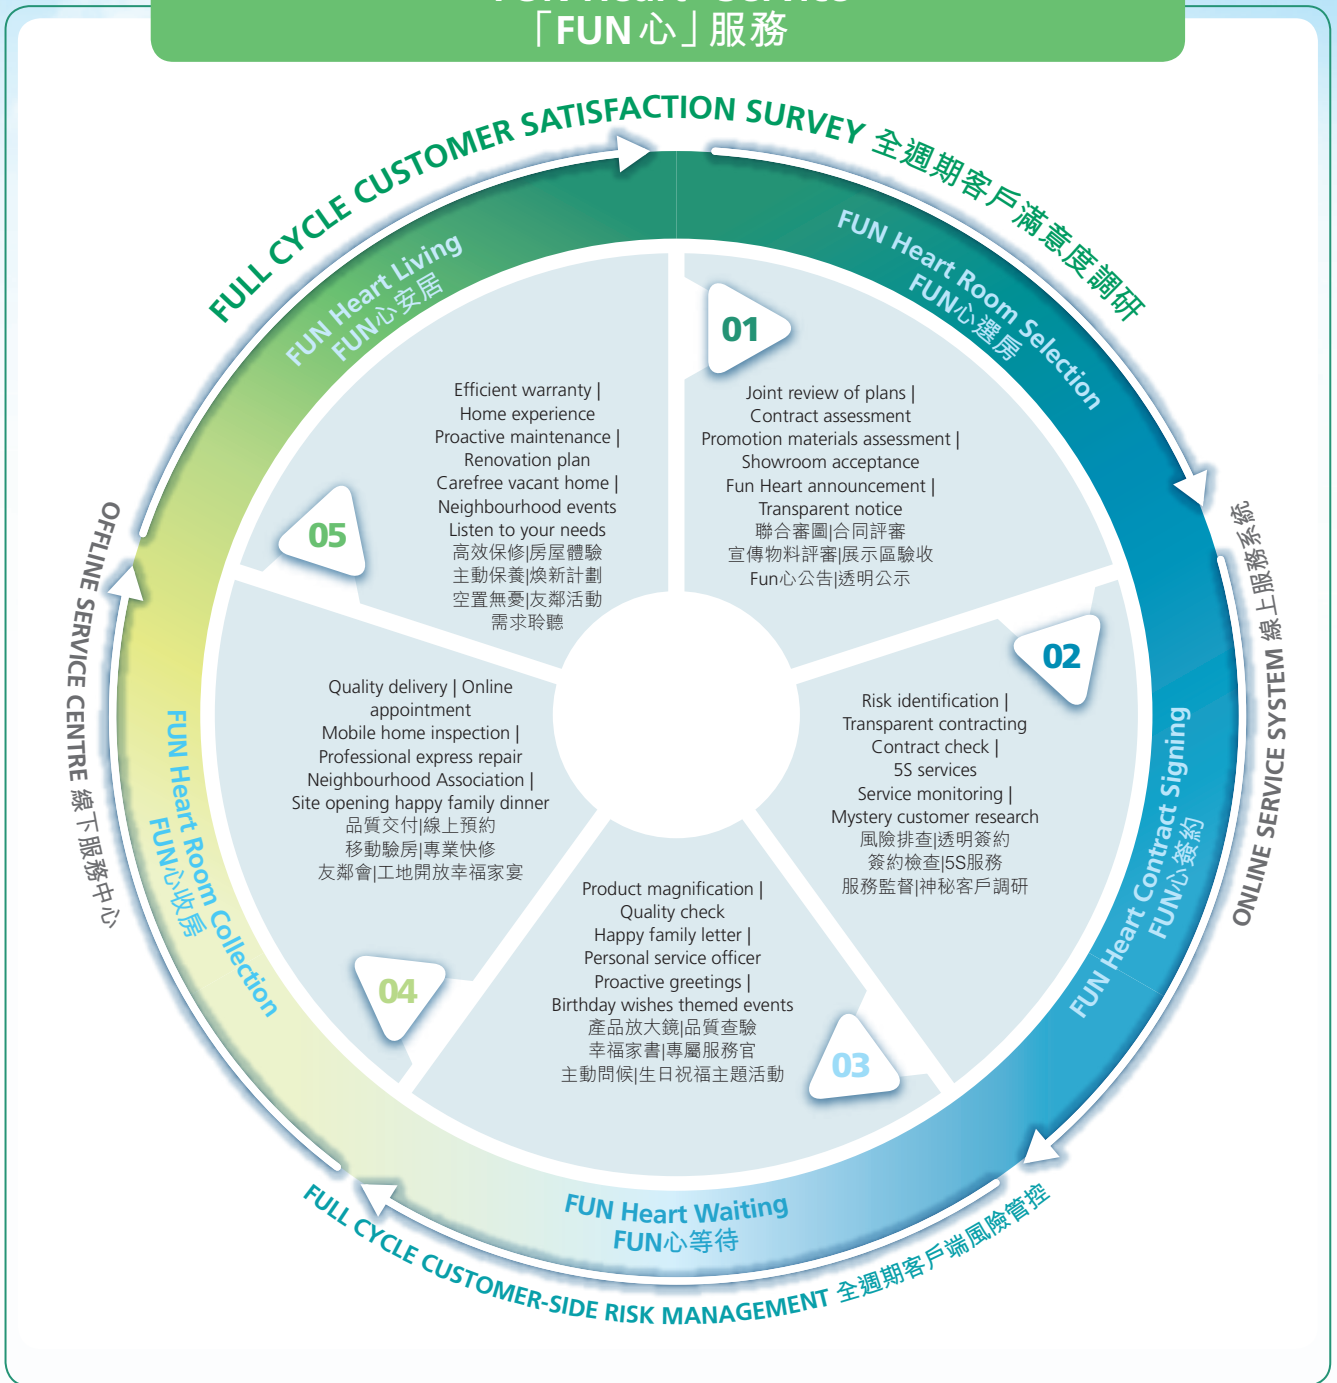 FUN Heart Service
「FUN心」服務
FULL CYCLE CUSTOMER SATISFACTION SURVEY 全週期客戶滿意度調研
FUN Heart Room Selection
FUN心選房
01
Joint review of plans |
Contract assessment
Promotion materials assessment |
Showroom acceptance
Fun Heart announcement |
Transparent notice
聯合審圖|合同評審
宣傳物料評審|展示區驗收
Fun心公告|透明公示
ONLINE SERVICE SYSTEM 線上服務系統
FUN Heart Contract Signing
FUN心簽約
02
Risk identification |
Transparent contracting
Contract check |
5S services
Service monitoring |
Mystery customer research
風險排查|透明簽約
簽約檢查|5S服務
服務監督|神秘客戶調研
FUN Heart Waiting
FUN心等待
03
Product magnification |
Quality check
Happy family letter |
Personal service officer
Proactive greetings |
Birthday wishes themed events
產品放大鏡|品質查驗
幸福家書|專屬服務官
主動問候|生日祝福主題活動
FULL CYCLE CUSTOMER-SIDE RISK MANAGEMENT 全週期客戶端風險管控
FUN Heart Room Collection
FUN心收房
04
Quality delivery | Online
appointment
Mobile home inspection |
Professional express repair
Neighbourhood Association |
Site opening happy family dinner
品質交付|線上預約
移動驗房|專業快修
友鄰會|工地開放幸福家宴
OFFLINE SERVICE CENTRE 線下服務中心
FUN Heart Living
FUN心安居
05
Efficient warranty |
Home experience
Proactive maintenance |
Renovation plan
Carefree vacant home |
Neighbourhood events
Listen to your needs
高效保修|房屋體驗
主動保養|煥新計劃
空置無憂|友鄰活動
需求聆聽